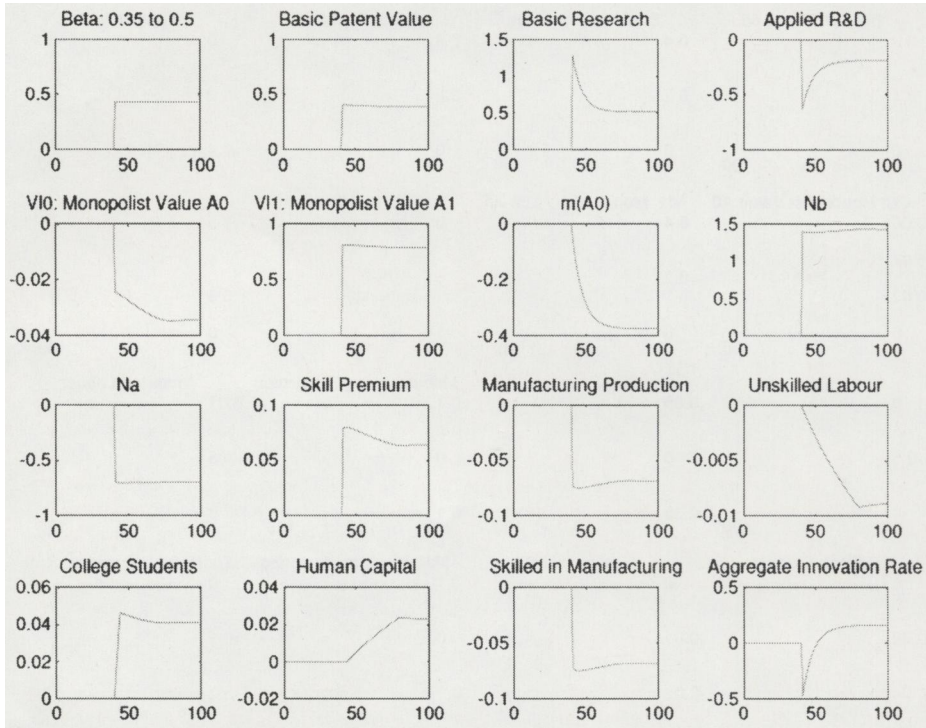 Beta: 0.35 to 0.5
Basic Patent Value
Basic Research
Applied R&D
1
0.5
0
0 50 100
1
0.5
0
0 50 100
1.5
1
0.5
0
0 50 100
0
-0.5
-1
0 50 100
VI0: Monopolist Value A0
VI1: Monopolist Value A1
m(A0)
Nb
0
-0.02
-0.04
0 50 100
1
0.5
0
0 50 100
0
-0.2
-0.4
0 50 100
1.5
1
0.5
0
0 50 100
Na
Skill Premium
Manufacturing Production
Unskilled Labour
0
-0.5
-1
0 50 100
0.1
0.05
0
0 50 100
0
-0.05
-0.1
0 50 100
0
-0.005
-0.01
0 50 100
College Students
Human Capital
Skilled in Manufacturing
Aggregate Innovation Rate
0.06
0.04
0.02
0
0 50 100
0.04
0.02
0
-0.02
0 50 100
0
-0.05
-0.1
0 50 100
0.5
0
-0.5
0 50 100